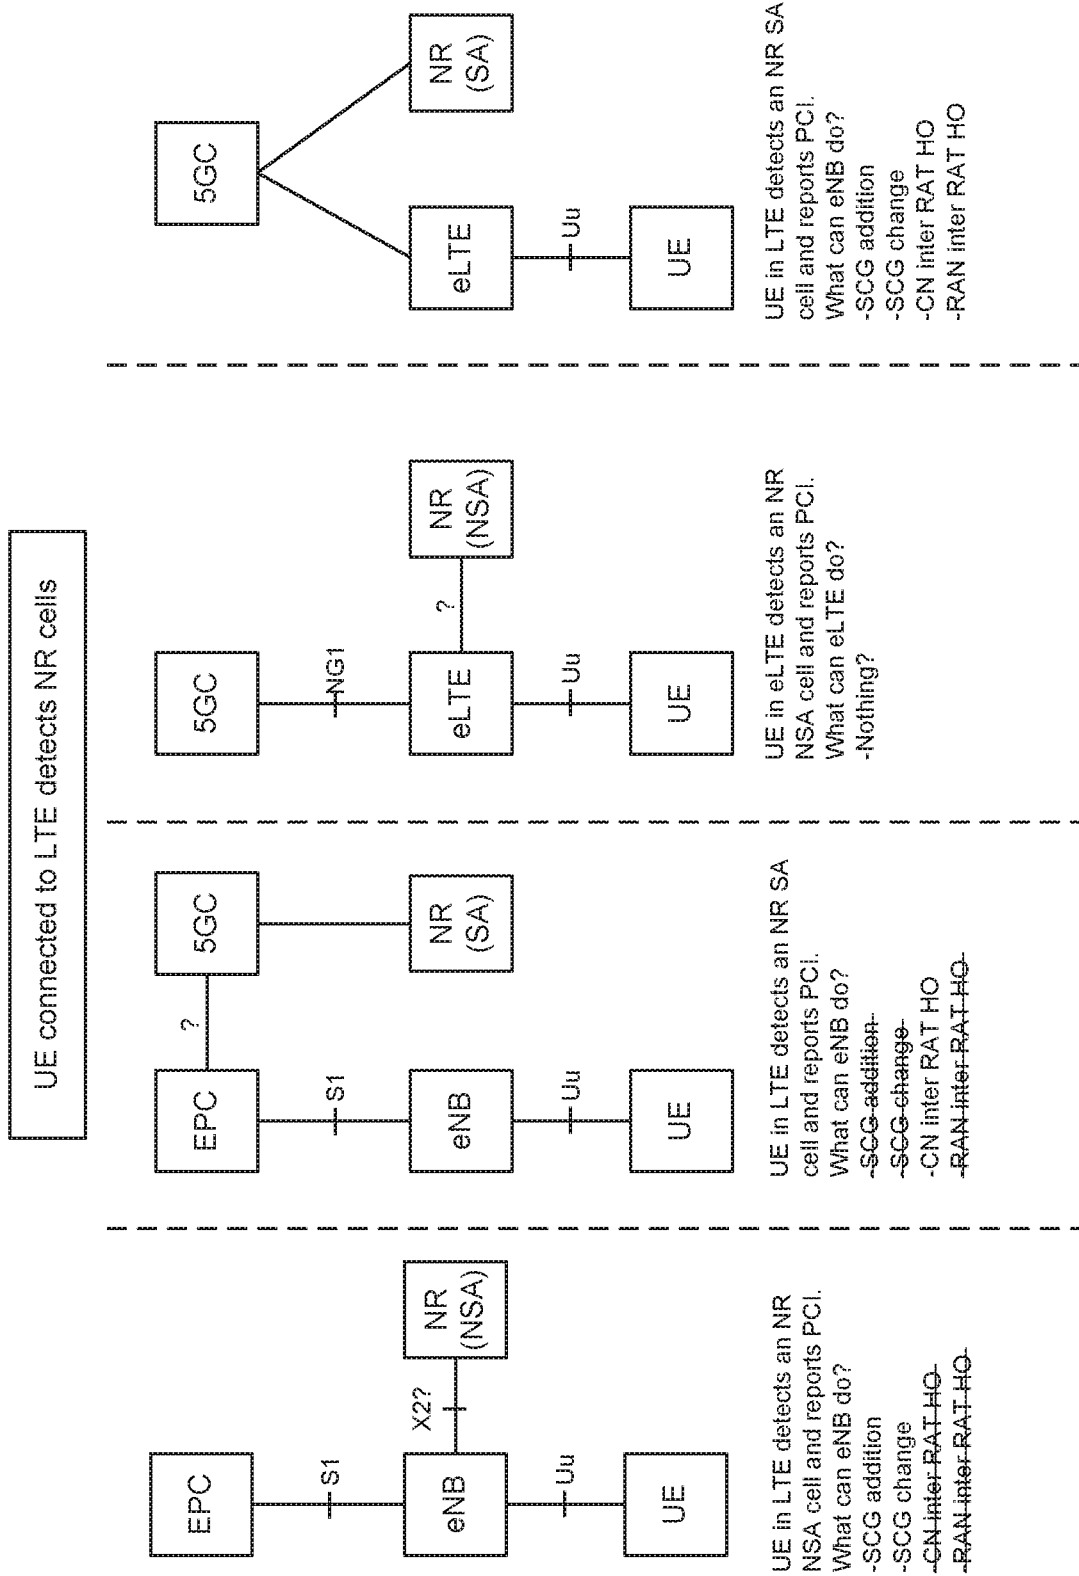 UE connected to LTE detects NR cells
EPC
S1
eNB
X2?
NR
(NSA)
Uu
UE
UE in LTE detects an NR
NSA cell and reports PCI.
What can eNB do?
-SCG addition
-SCG change
-CN inter RAT HO
-RAN inter RAT HO
EPC
?
5GC
S1
eNB
NR
(SA)
Uu
UE
UE in LTE detects an NR SA
cell and reports PCI.
What can eNB do?
-SCG addition
-SCG change
-CN inter RAT HO
-RAN inter RAT HO
5GC
NG1
eLTE
?
NR
(NSA)
Uu
UE
UE in eLTE detects an NR
NSA cell and reports PCI.
What can eLTE do?
-Nothing?
5GC
eLTE
NR
(SA)
Uu
UE
UE in LTE detects an NR SA
cell and reports PCI.
What can eNB do?
-SCG addition
-SCG change
-CN inter RAT HO
-RAN inter RAT HO